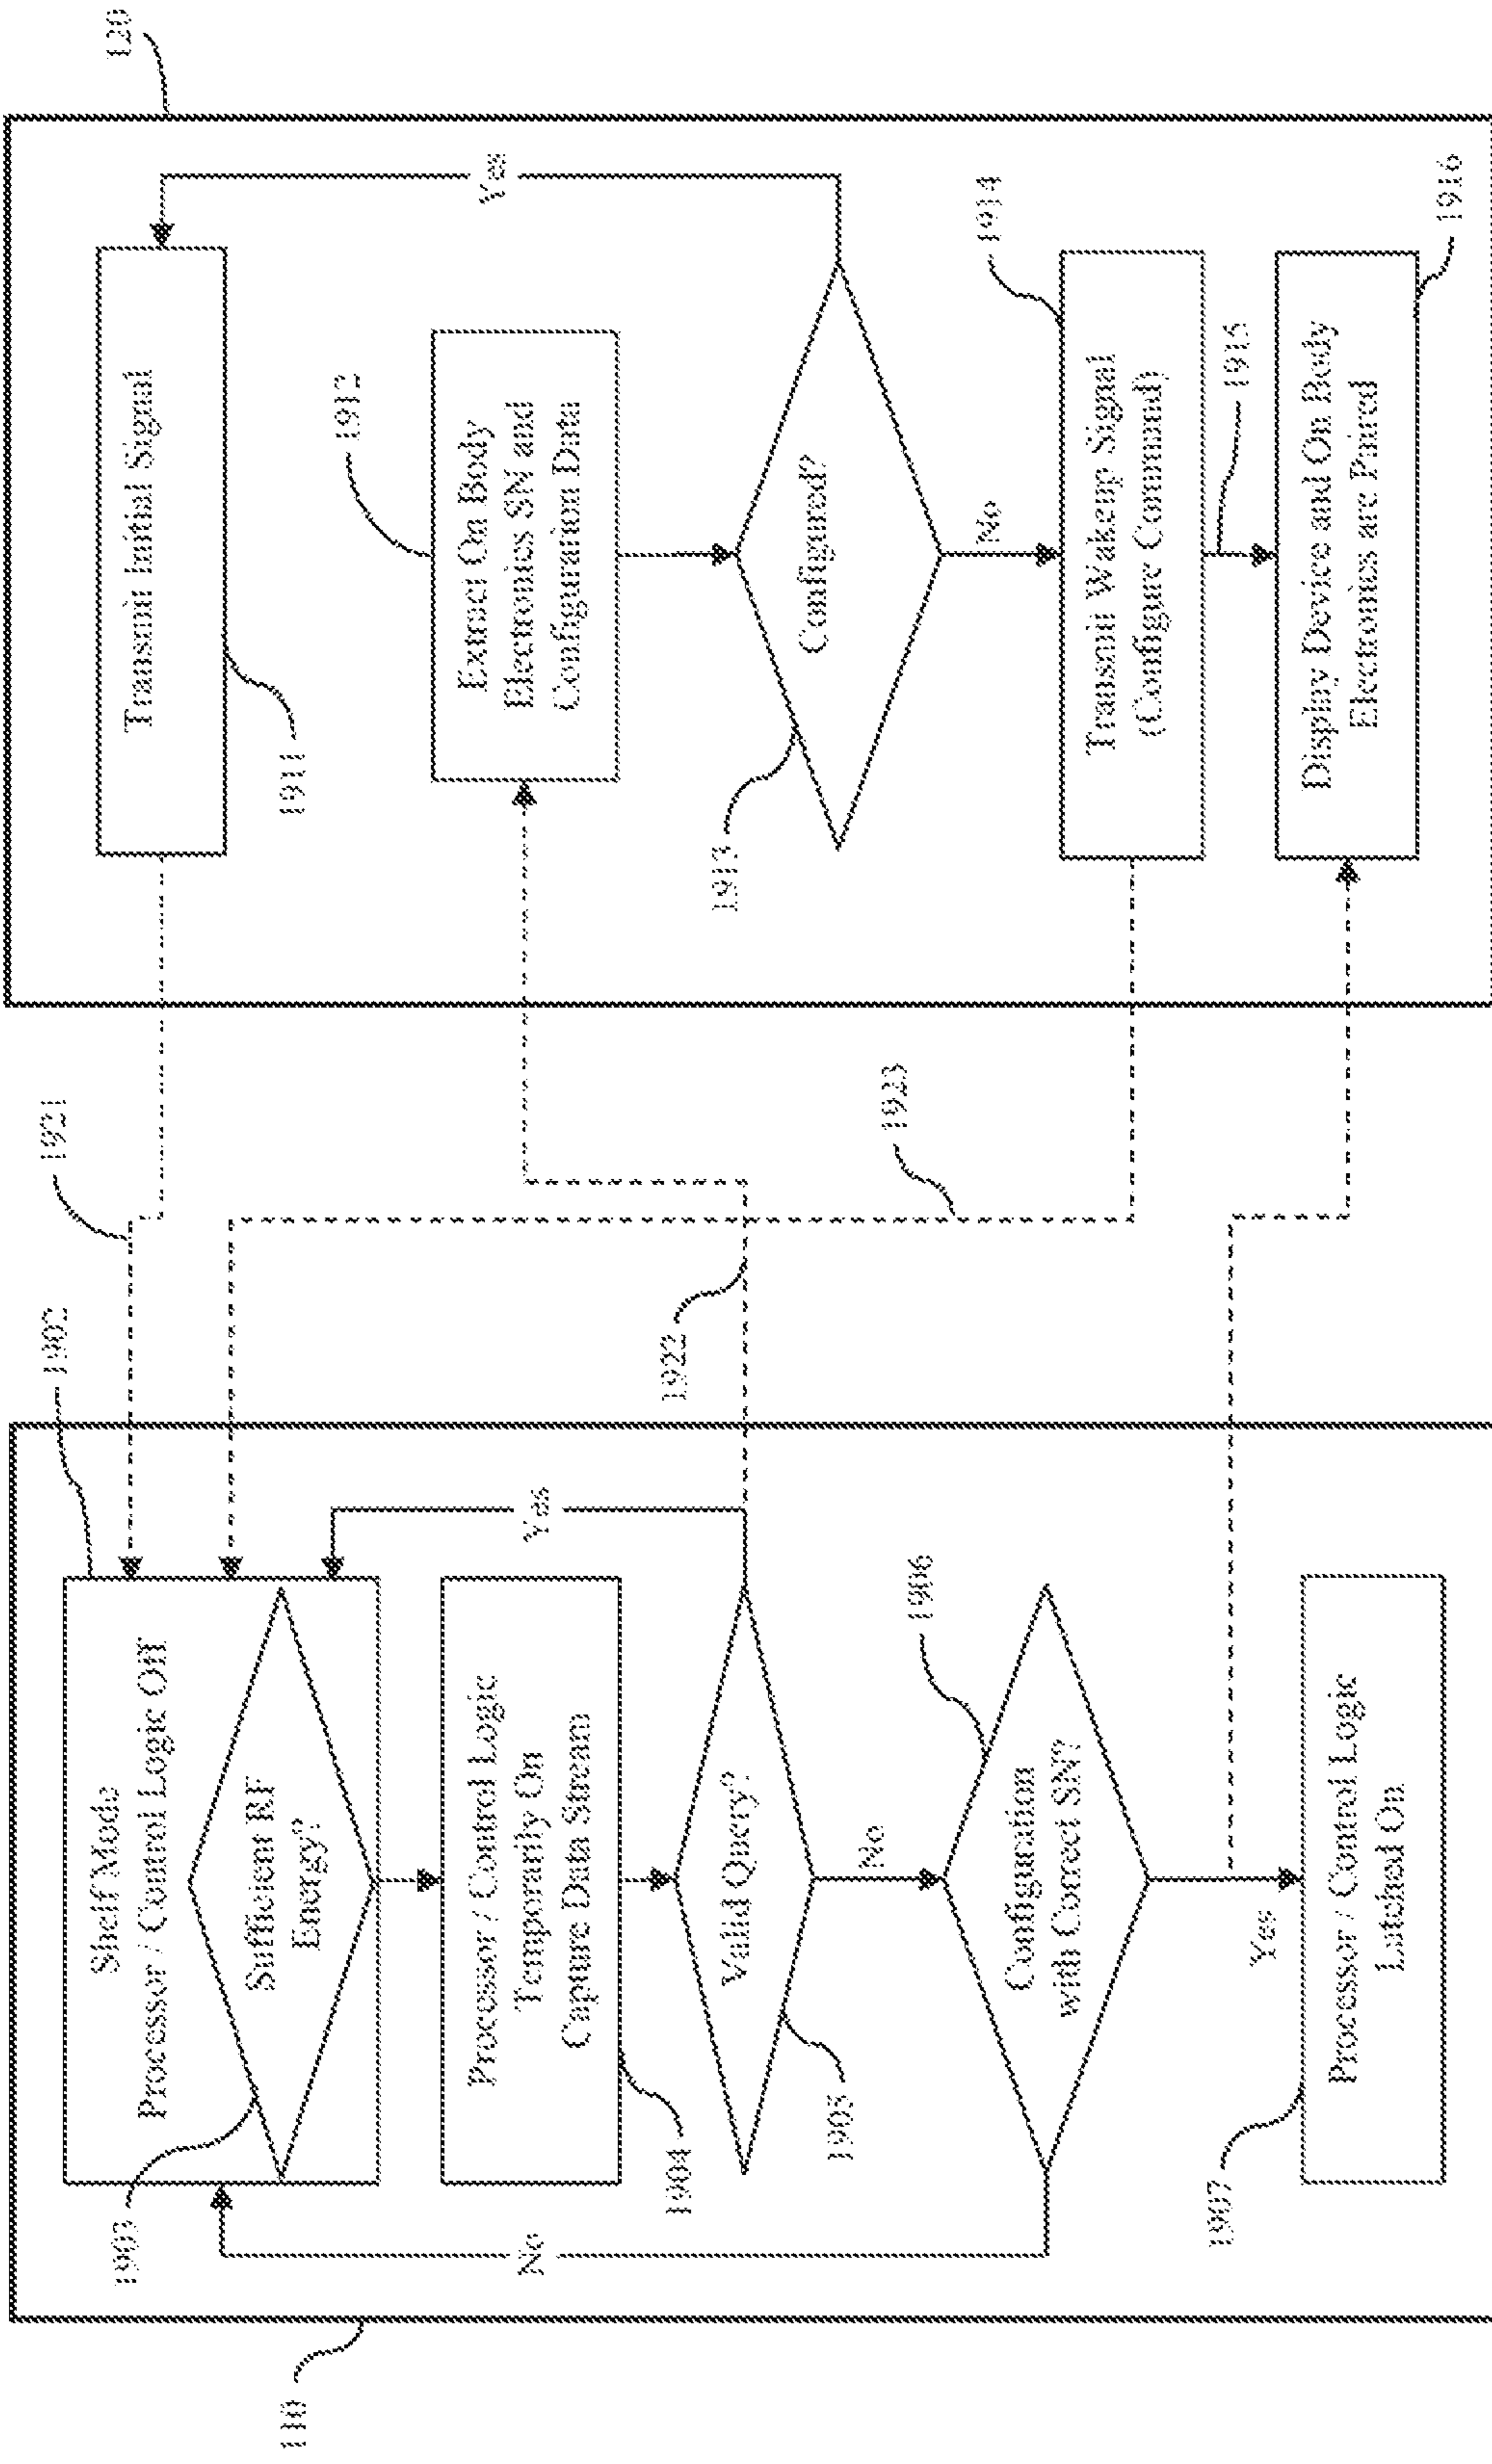 110
120
1902
Shelf Mode
Processor / Control Logic Off
Sufficient RF
Energy?
1903
Processor / Control Logic
Temporarily On
Capture Data Stream
1904
Valid Query?
1905
Yes
No
Configuration
with Correct SN?
1906
No
Yes
Processor / Control Logic
Latched On
1907
1921
1922
1923
Transmit Initial Signal
1911
Extract On Body
Electronics SN and
Configuration Data
1912
Configured?
1913
Yes
No
Transmit Wakeup Signal
(Configure Command)
1914
1915
Display Device and On Body
Electronics are Paired
1916